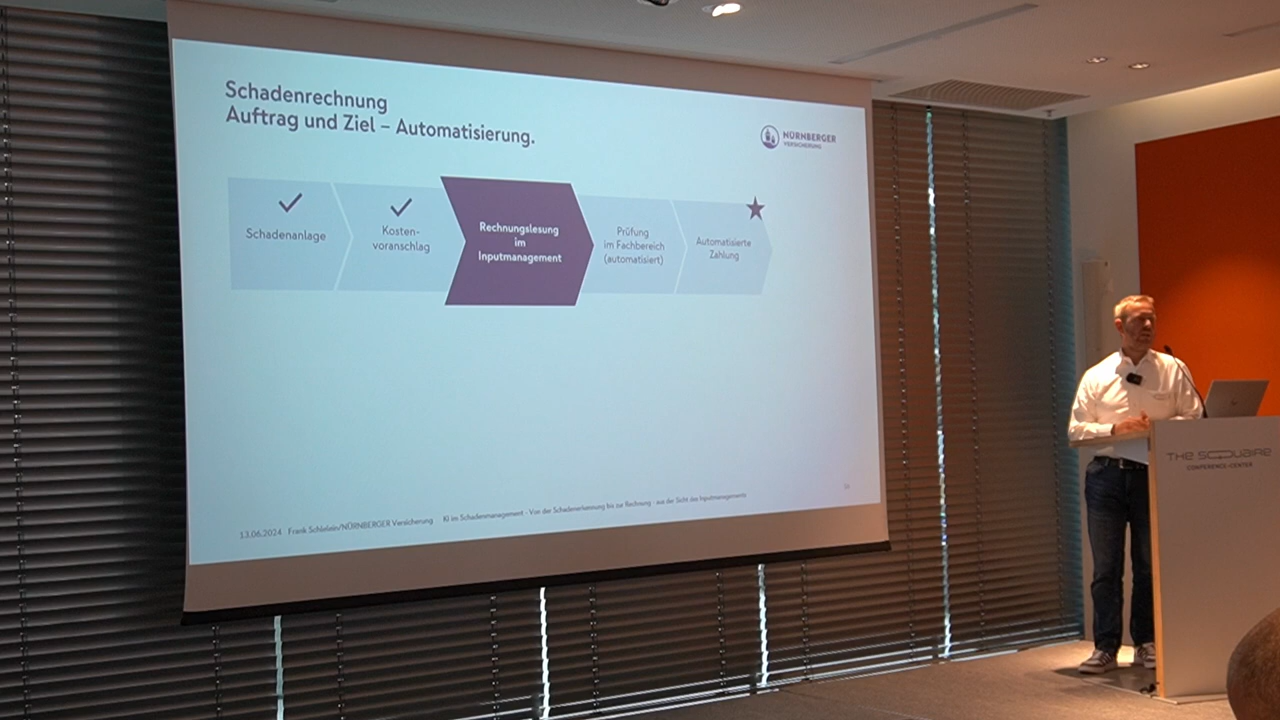 Schadenrechnung
Auftrag und Ziel – Automatisierung.
NÜRNBERGER
VERSICHERUNG
Schadenanlage
Kosten-
voranschlag
Rechnungslesung
im
Inputmanagement
Prüfung
im Fachbereich
(automatisiert)
Automatisierte
Zahlung
13.06.2024 Frank Schlelein/NÜRNBERGER Versicherung KI im Schadenmanagement - Von der Schadenerkennung bis zur Rechnung - aus der Sicht des Inputmanagements
THE SQUAIRE
CONFERENCE-CENTER